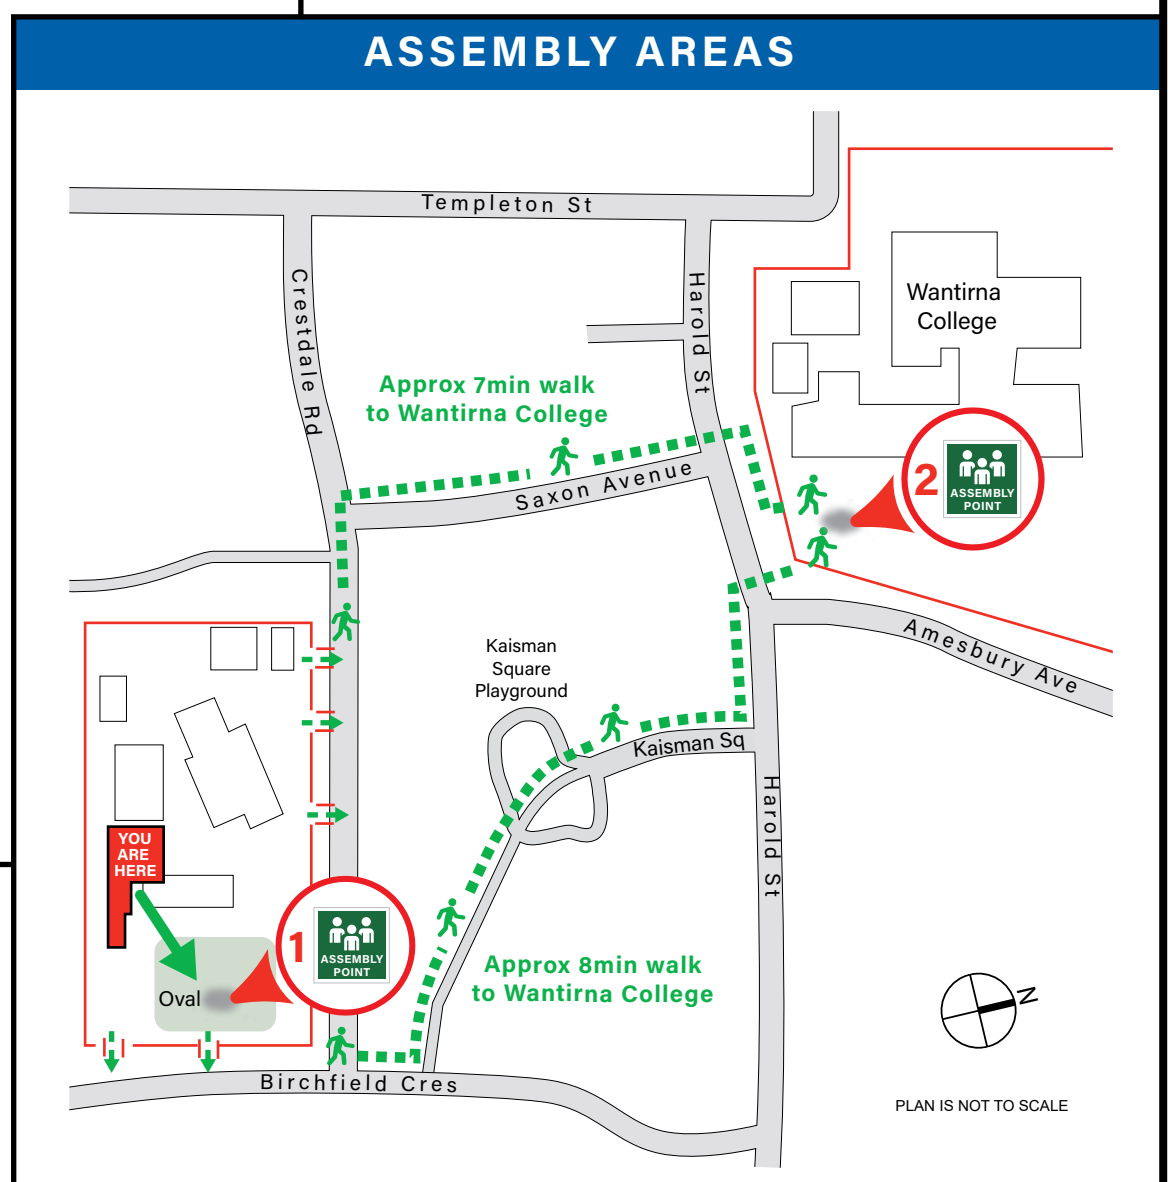 ASSEMBLY AREAS
Templeton St
Crestdale Rd
Harold St
Wantirna
College
Approx 7min walk
to Wantirna College
Saxon Avenue
2
ASSEMBLY
POINT
Amesbury Ave
Kaisman
Square
Playground
Kaisman Sq
Harold St
YOU
ARE
HERE
1
ASSEMBLY
POINT
Oval
Approx 8min walk
to Wantirna College
N
Birchfield Cres
PLAN IS NOT TO SCALE